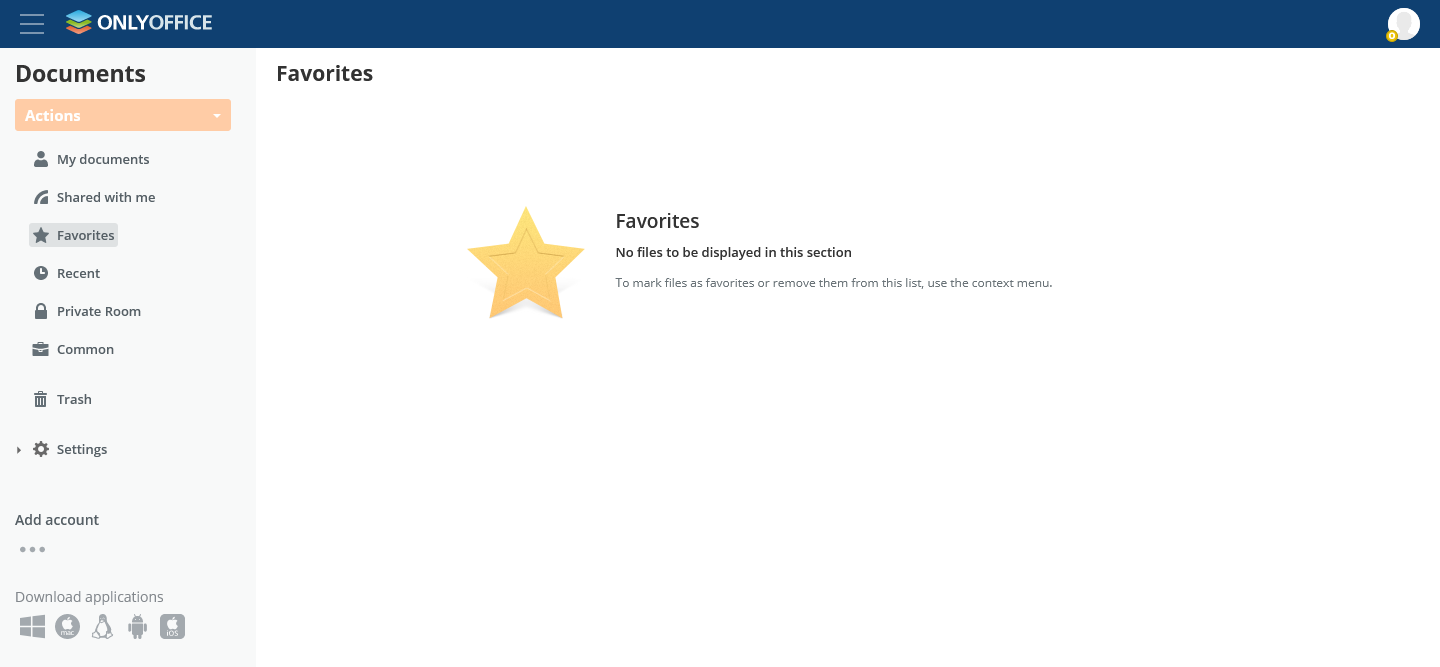 ONLYOFFICE
Documents
Actions
My documents
Shared with me
Favorites
Recent
Private Room
Common
Trash
Settings
Add account
Download applications
mac
iOS
Favorites
Favorites
No files to be displayed in this section
To mark files as favorites or remove them from this list, use the context menu.